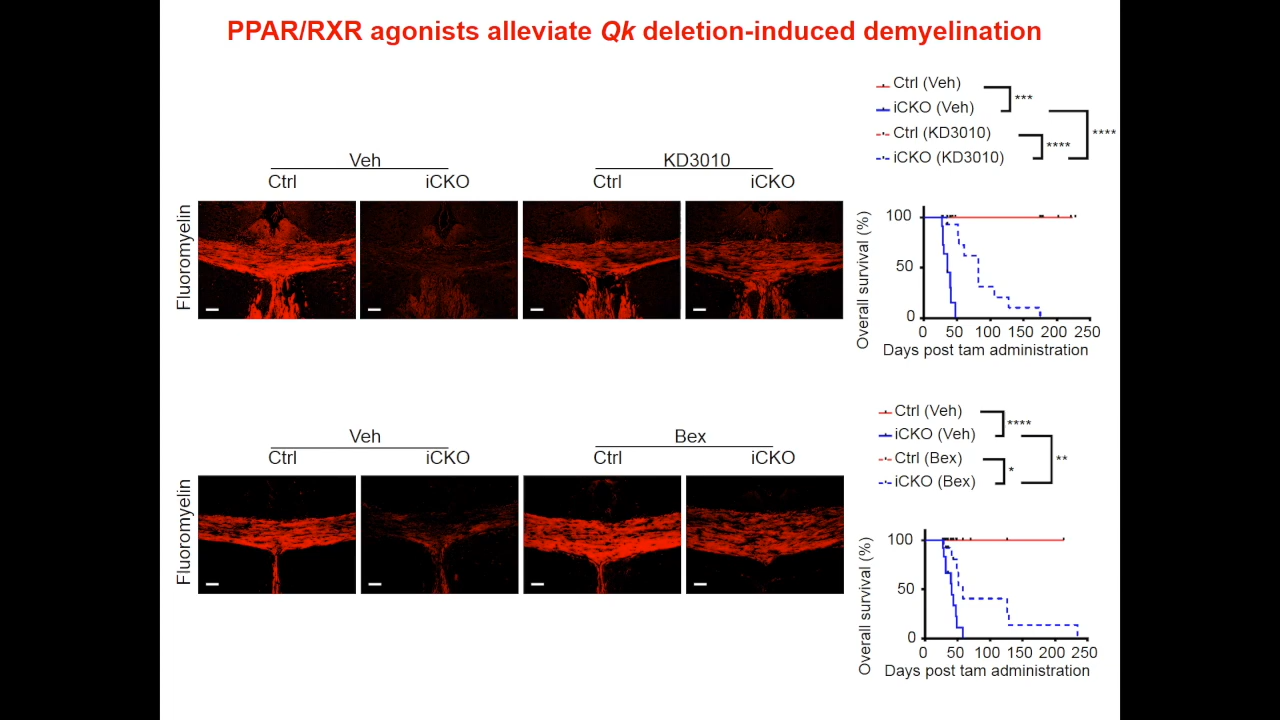 PPAR/RXR agonists alleviate Qk deletion-induced demyelination
Veh
KD3010
Ctrl
iCKO
Ctrl
iCKO
Fluoromyelin
Ctrl (Veh)
iCKO (Veh)
Ctrl (KD3010)
iCKO (KD3010)
***
****
****
Overall survival (%)
100
50
0
0 50 100 150 200 250
Days post tam administration
Veh
Bex
Ctrl
iCKO
Ctrl
iCKO
Fluoromyelin
Ctrl (Veh)
iCKO (Veh)
Ctrl (Bex)
iCKO (Bex)
****
*
**
Overall survival (%)
100
50
0
0 50 100 150 200 250
Days post tam administration